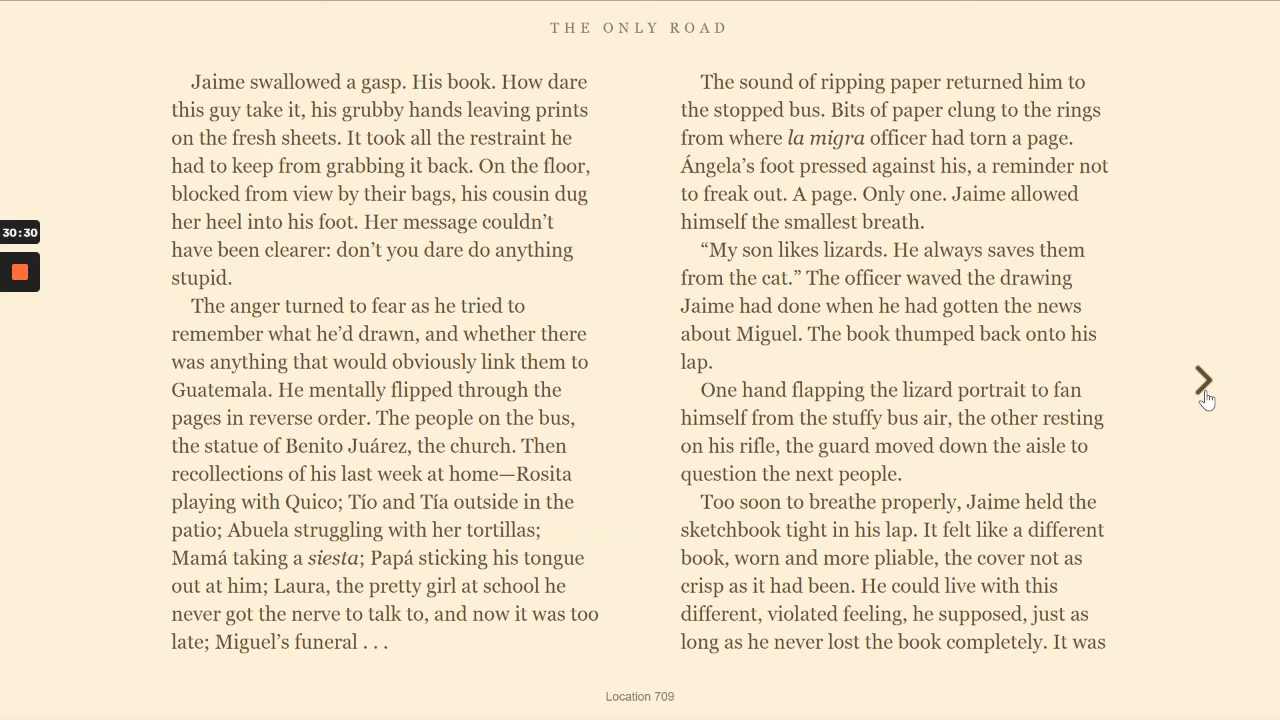 THE ONLY ROAD
Jaime swallowed a gasp. His book. How dare
this guy take it, his grubby hands leaving prints
on the fresh sheets. It took all the restraint he
had to keep from grabbing it back. On the floor,
blocked from view by their bags, his cousin dug
her heel into his foot. Her message couldn’t
have been clearer: don’t you dare do anything
stupid.
The anger turned to fear as he tried to
remember what he’d drawn, and whether there
was anything that would obviously link them to
Guatemala. He mentally flipped through the
pages in reverse order. The people on the bus,
the statue of Benito Juárez, the church. Then
recollections of his last week at home—Rosita
playing with Quico; Tío and Tía outside in the
patio; Abuela struggling with her tortillas;
Mamá taking a siesta; Papá sticking his tongue
out at him; Laura, the pretty girl at school he
never got the nerve to talk to, and now it was too
late; Miguel’s funeral . . .
The sound of ripping paper returned him to
the stopped bus. Bits of paper clung to the rings
from where la migra officer had torn a page.
Ángela’s foot pressed against his, a reminder not
to freak out. A page. Only one. Jaime allowed
himself the smallest breath.
“My son likes lizards. He always saves them
from the cat.” The officer waved the drawing
Jaime had done when he had gotten the news
about Miguel. The book thumped back onto his
lap.
One hand flapping the lizard portrait to fan
himself from the stuffy bus air, the other resting
on his rifle, the guard moved down the aisle to
question the next people.
Too soon to breathe properly, Jaime held the
sketchbook tight in his lap. It felt like a different
book, worn and more pliable, the cover not as
crisp as it had been. He could live with this
different, violated feeling, he supposed, just as
long as he never lost the book completely. It was
30:30
Location 709